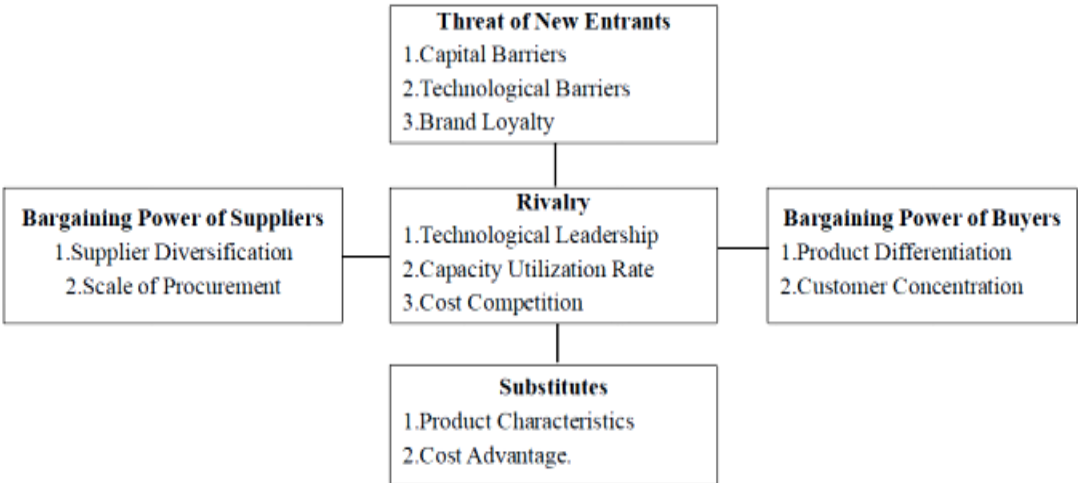 Threat of New Entrants
1.Capital Barriers
2.Technological Barriers
3.Brand Loyalty
Bargaining Power of Suppliers
1.Supplier Diversification
2.Scale of Procurement
Rivalry
1.Technological Leadership
2.Capacity Utilization Rate
3.Cost Competition
Bargaining Power of Buyers
1.Product Differentiation
2.Customer Concentration
Substitutes
1.Product Characteristics
2.Cost Advantage.